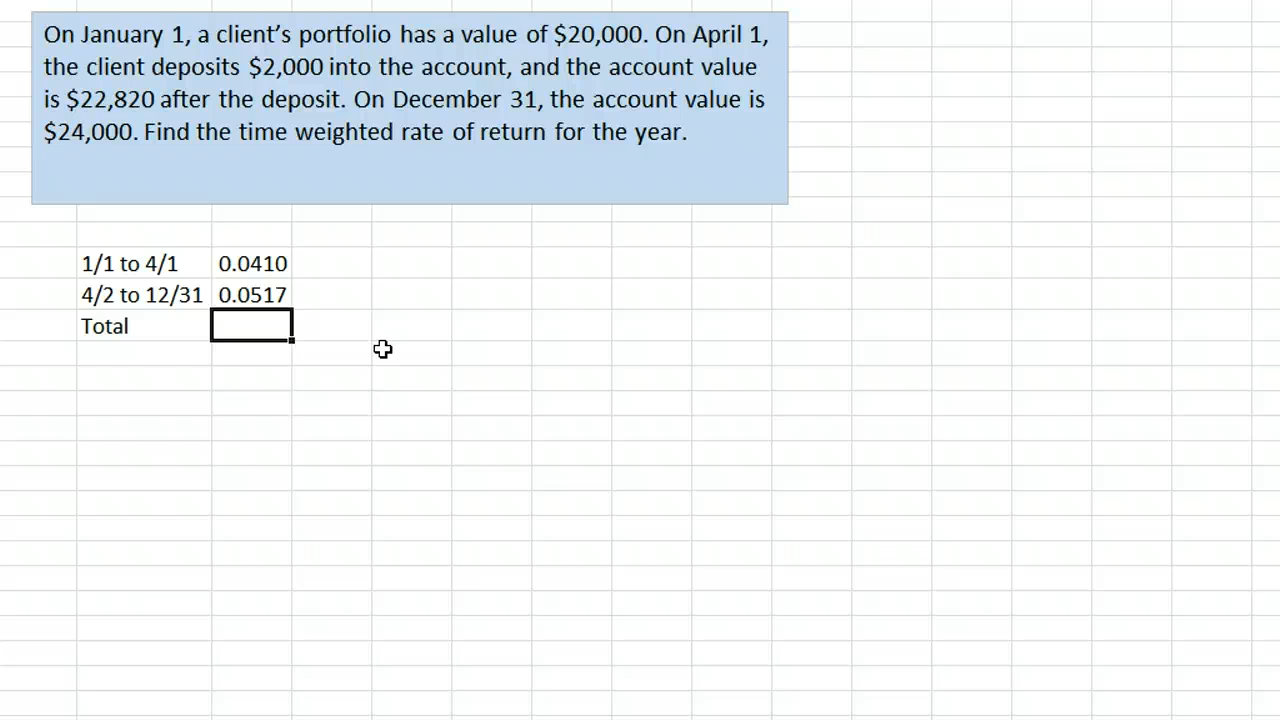 On January 1, a client’s portfolio has a value of $20,000. On April 1,
the client deposits $2,000 into the account, and the account value
is $22,820 after the deposit. On December 31, the account value is
$24,000. Find the time weighted rate of return for the year.
1/1 to 4/1 0.0410
4/2 to 12/31 0.0517
Total